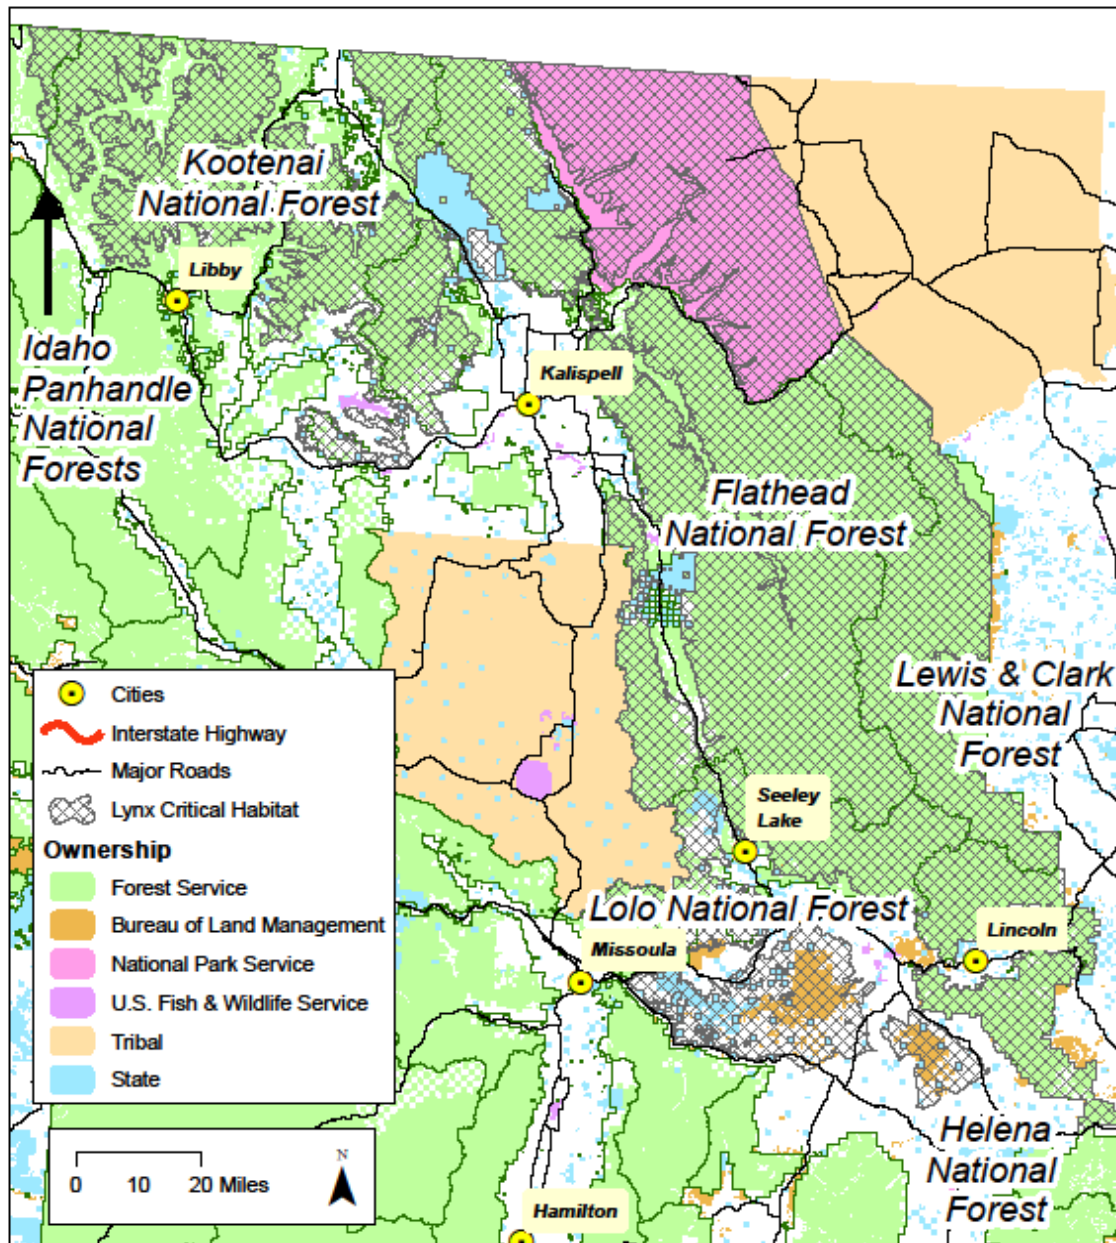 Kootenai
National Forest
Libby
Idaho
Panhandle
National
Forests
Kalispell
Flathead
National Forest
Lewis & Clark
National
Forest
Cities
Interstate Highway
Major Roads
Lynx Critical Habitat
Ownership
Forest Service
Bureau of Land Management
National Park Service
U.S. Fish & Wildlife Service
Tribal
State
Seeley
Lake
Lolo National Forest
Missoula
Lincoln
Helena
National
Forest
0 10 20 Miles
N
Hamilton